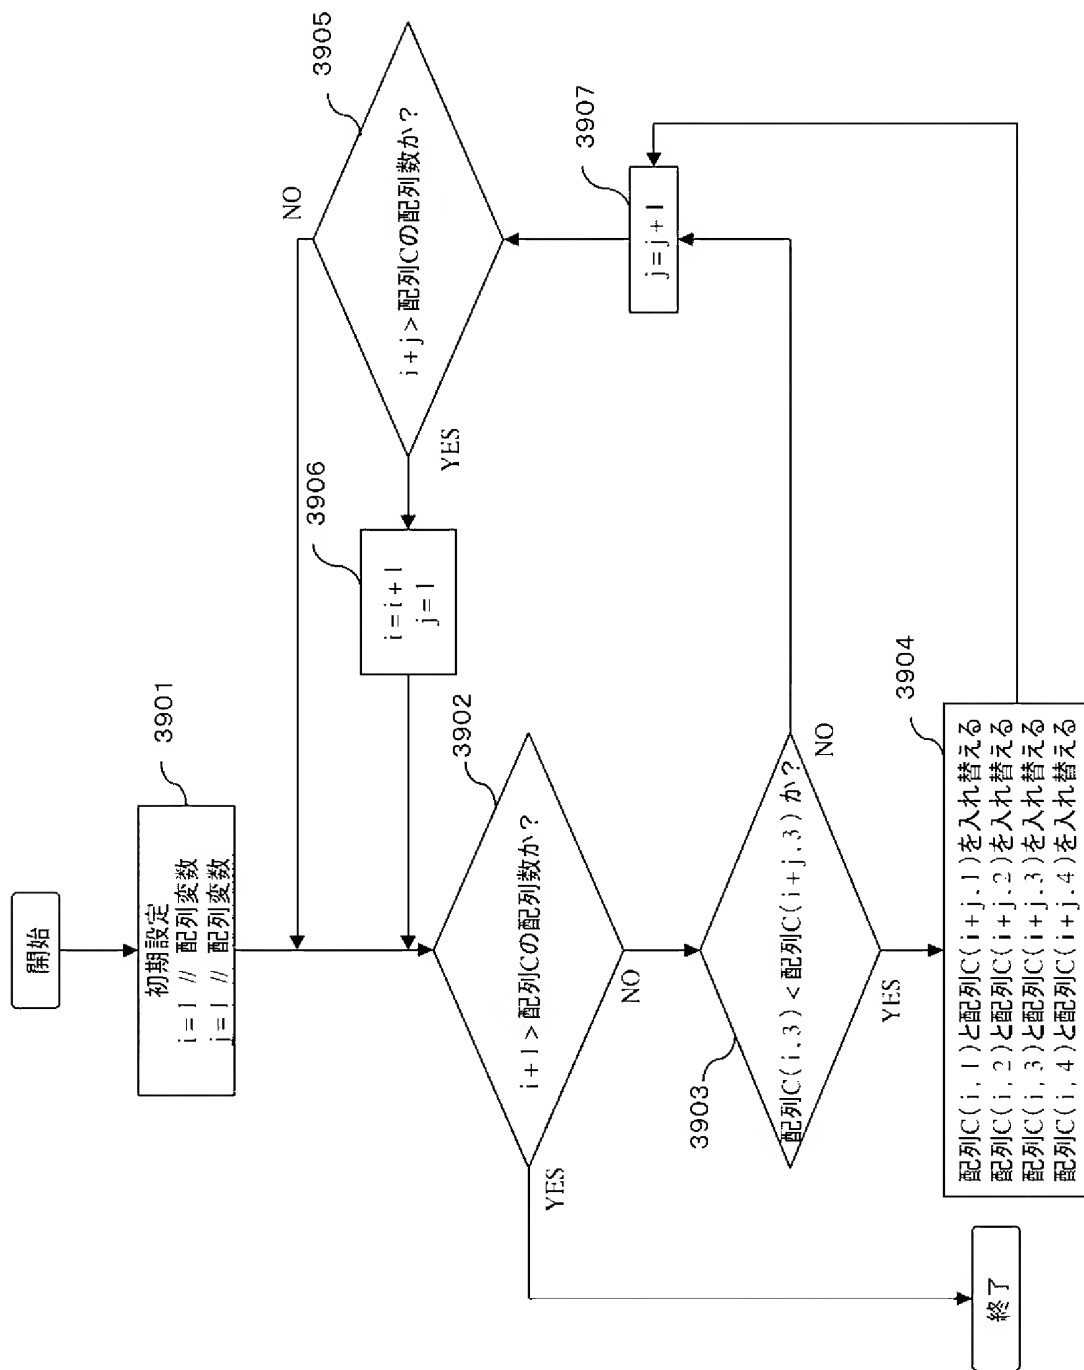 開始
初期設定
i=1 // 配列変数
j=1 // 配列変数
3901
i+1>配列Cの配列数か?
3902
YES
NO
配列C(i,3)<配列C(i+j,3)か?
3903
YES
NO
配列C(i,1)と配列C(i+j,1)を入れ替える
配列C(i,2)と配列C(i+j,2)を入れ替える
配列C(i,3)と配列C(i+j,3)を入れ替える
配列C(i,4)と配列C(i+j,4)を入れ替える
3904
j=j+1
3907
i+j>配列Cの配列数か?
3905
NO
YES
i=i+1
j=1
3906
終了